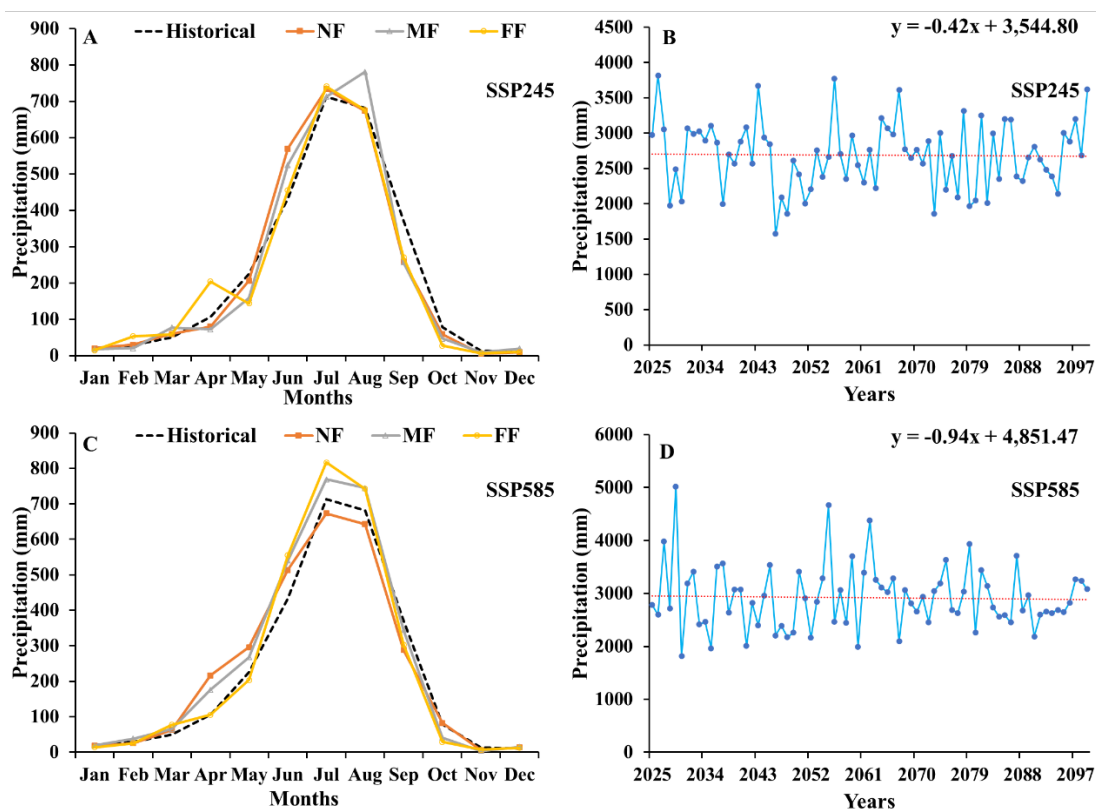 A
Historical NF MF FF
SSP245
Precipitation (mm)
900
800
700
600
500
400
300
200
100
0
Jan Feb Mar Apr May Jun Jul Aug Sep Oct Nov Dec
Months
y = -0.42x + 3,544.80
B
SSP245
Precipitation (mm)
4500
4000
3500
3000
2500
2000
1500
1000
500
0
2025 2034 2043 2052 2061 2070 2079 2088 2097
Years
C
Historical NF MF FF
SSP585
Precipitation (mm)
900
800
700
600
500
400
300
200
100
0
Jan Feb Mar Apr May Jun Jul Aug Sep Oct Nov Dec
Months
y = -0.94x + 4,851.47
D
SSP585
Precipitation (mm)
6000
5000
4000
3000
2000
1000
0
2025 2034 2043 2052 2061 2070 2079 2088 2097
Years